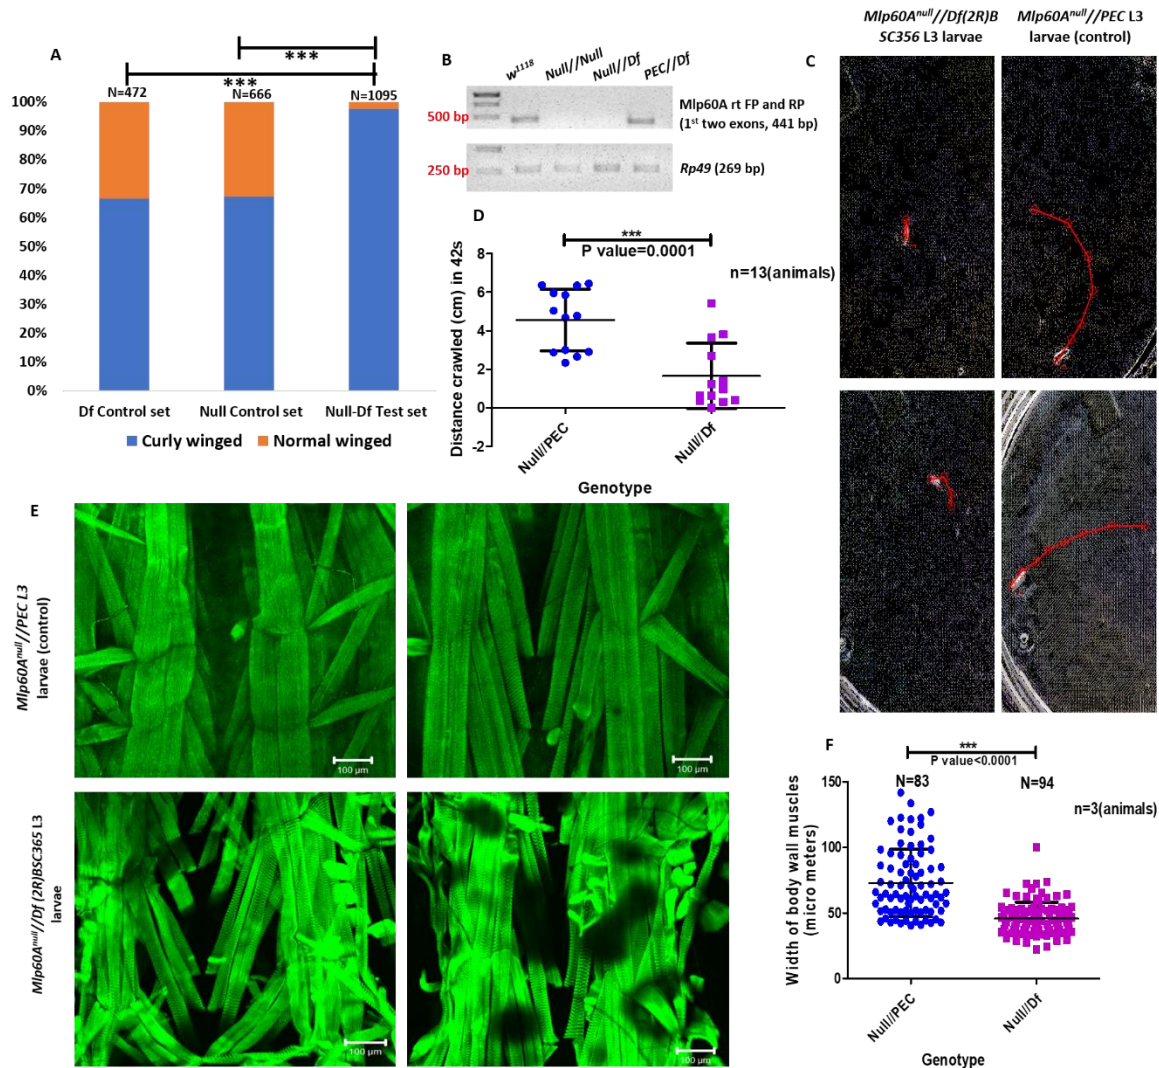 A
***
***
N=472 N=666 N=1095
100%
90%
80%
70%
60%
50%
40%
30%
20%
10%
0%
Df Control set Null Control set Null-Df Test set
Curly winged Normal winged
B
w1118 Null//Null Null//Df PEC//Df
500 bp
Mlp60A rt FP and RP
(1st two exons, 441 bp)
250 bp
Rp49 (269 bp)
Mlp60Anull//Df(2R)B
SC356 L3 larvae
Mlp60Anull//PEC L3
larvae (control)
C
D
***
P value=0.0001
n=13(animals)
Distance crawled (cm) in 42s
8
6
4
2
0
-2
Null//PEC Null//Df
Genotype
E
Mlp60Anull//PEC L3
larvae (control)
100 µm
100 µm
Mlp60Anull//Df (2R)BSC365 L3
larvae
100 µm
100 µm
F
***
P value<0.0001
N=83 N=94
n=3(animals)
Width of body wall muscles
(micro meters)
150
100
50
0
Null//PEC Null//Df
Genotype